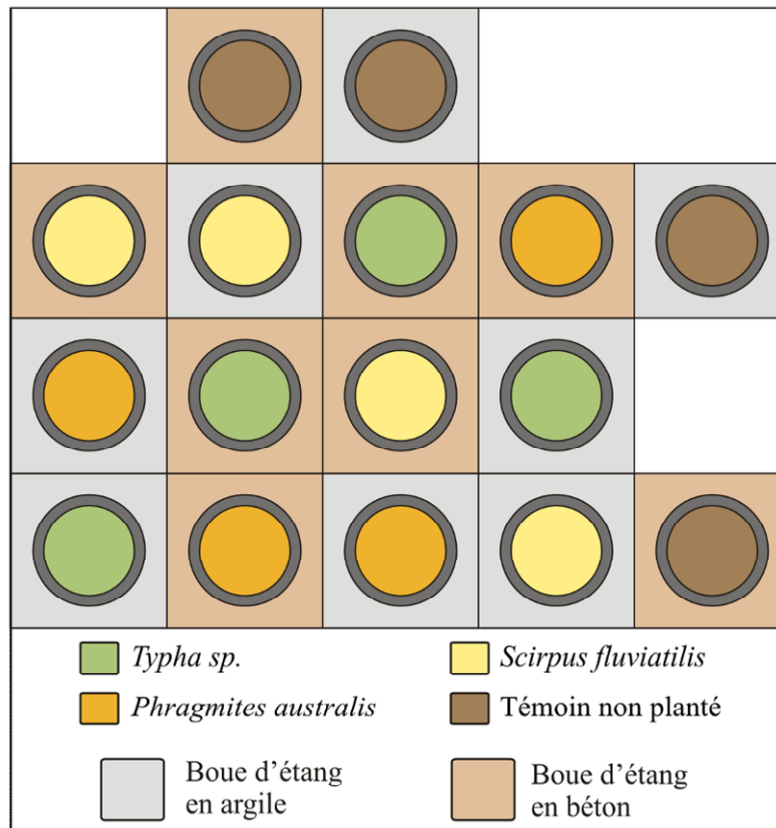 Typha sp.
Scirpus fluviatilis
Phragmites australis
Témoin non planté
Boue d'étang
en argile
Boue d'étang
en béton